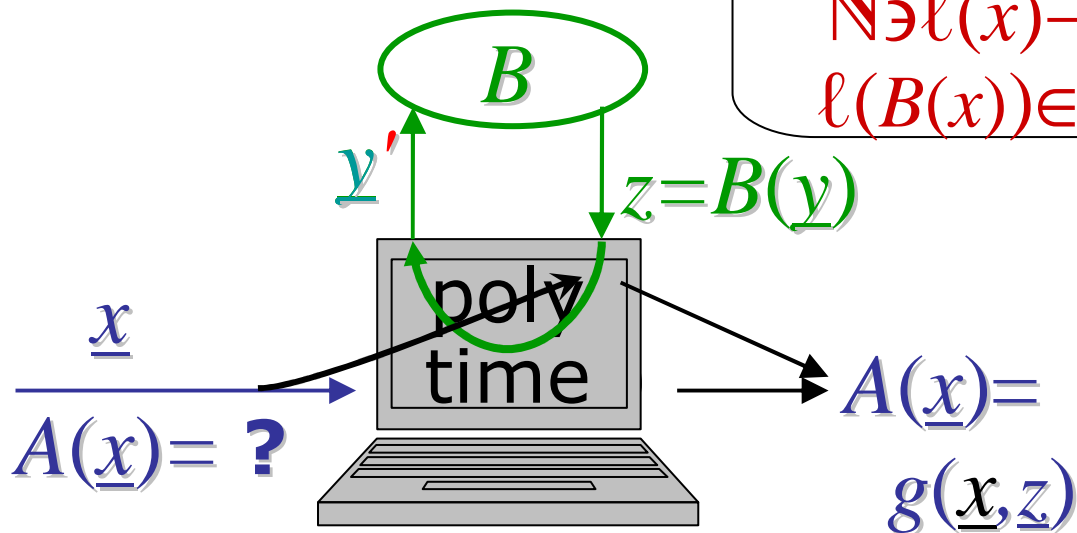 ℕ∋ℓ(x)–
ℓ(B(x))∈
B
y'
z=B(y)
poly
time
x
A(x)= ?
A(x)=
g(x,z)